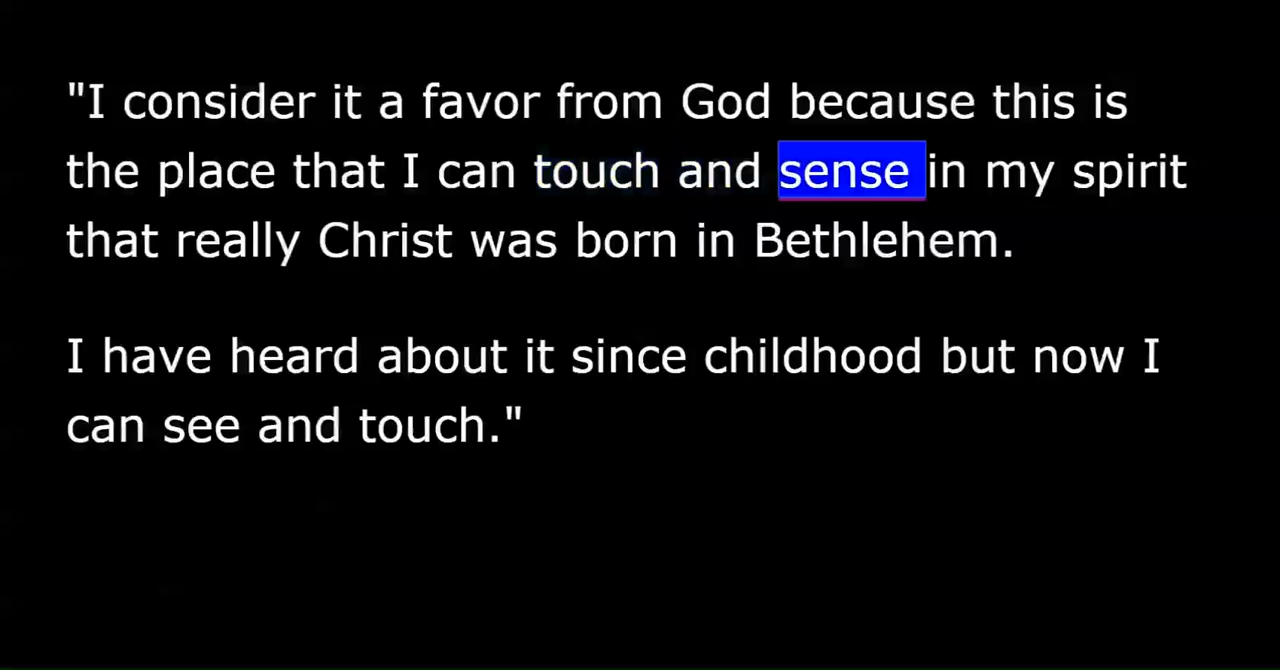 "I consider it a favor from God because this is
the place that I can touch and sense in my spirit
that really Christ was born in Bethlehem.
I have heard about it since childhood but now I
can see and touch."